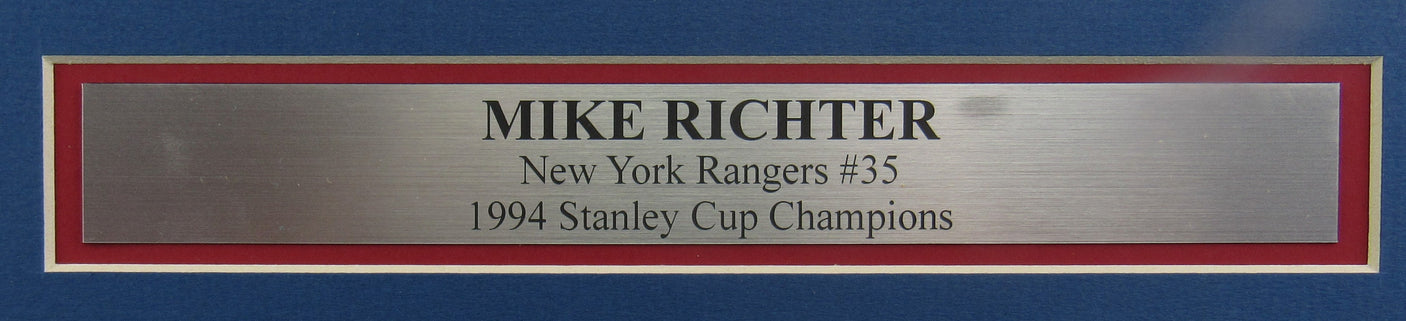 MIKE RICHTER
New York Rangers #35
1994 Stanley Cup Champions